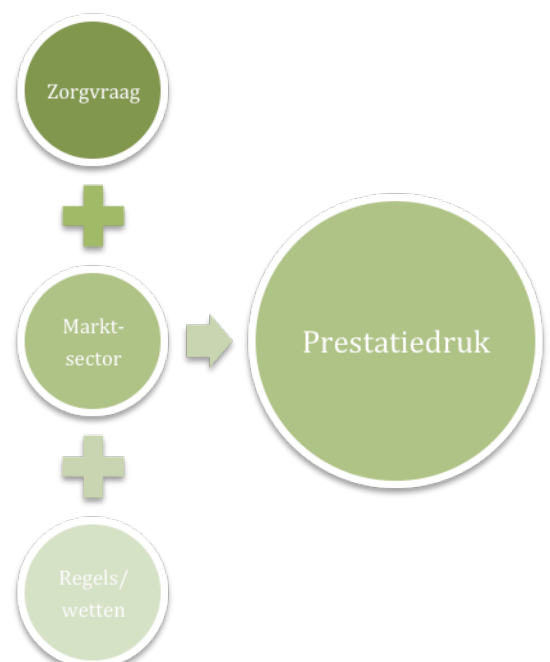 Zorgvraag
Markt-
sector
Prestatiedruk
Regels/
wetten